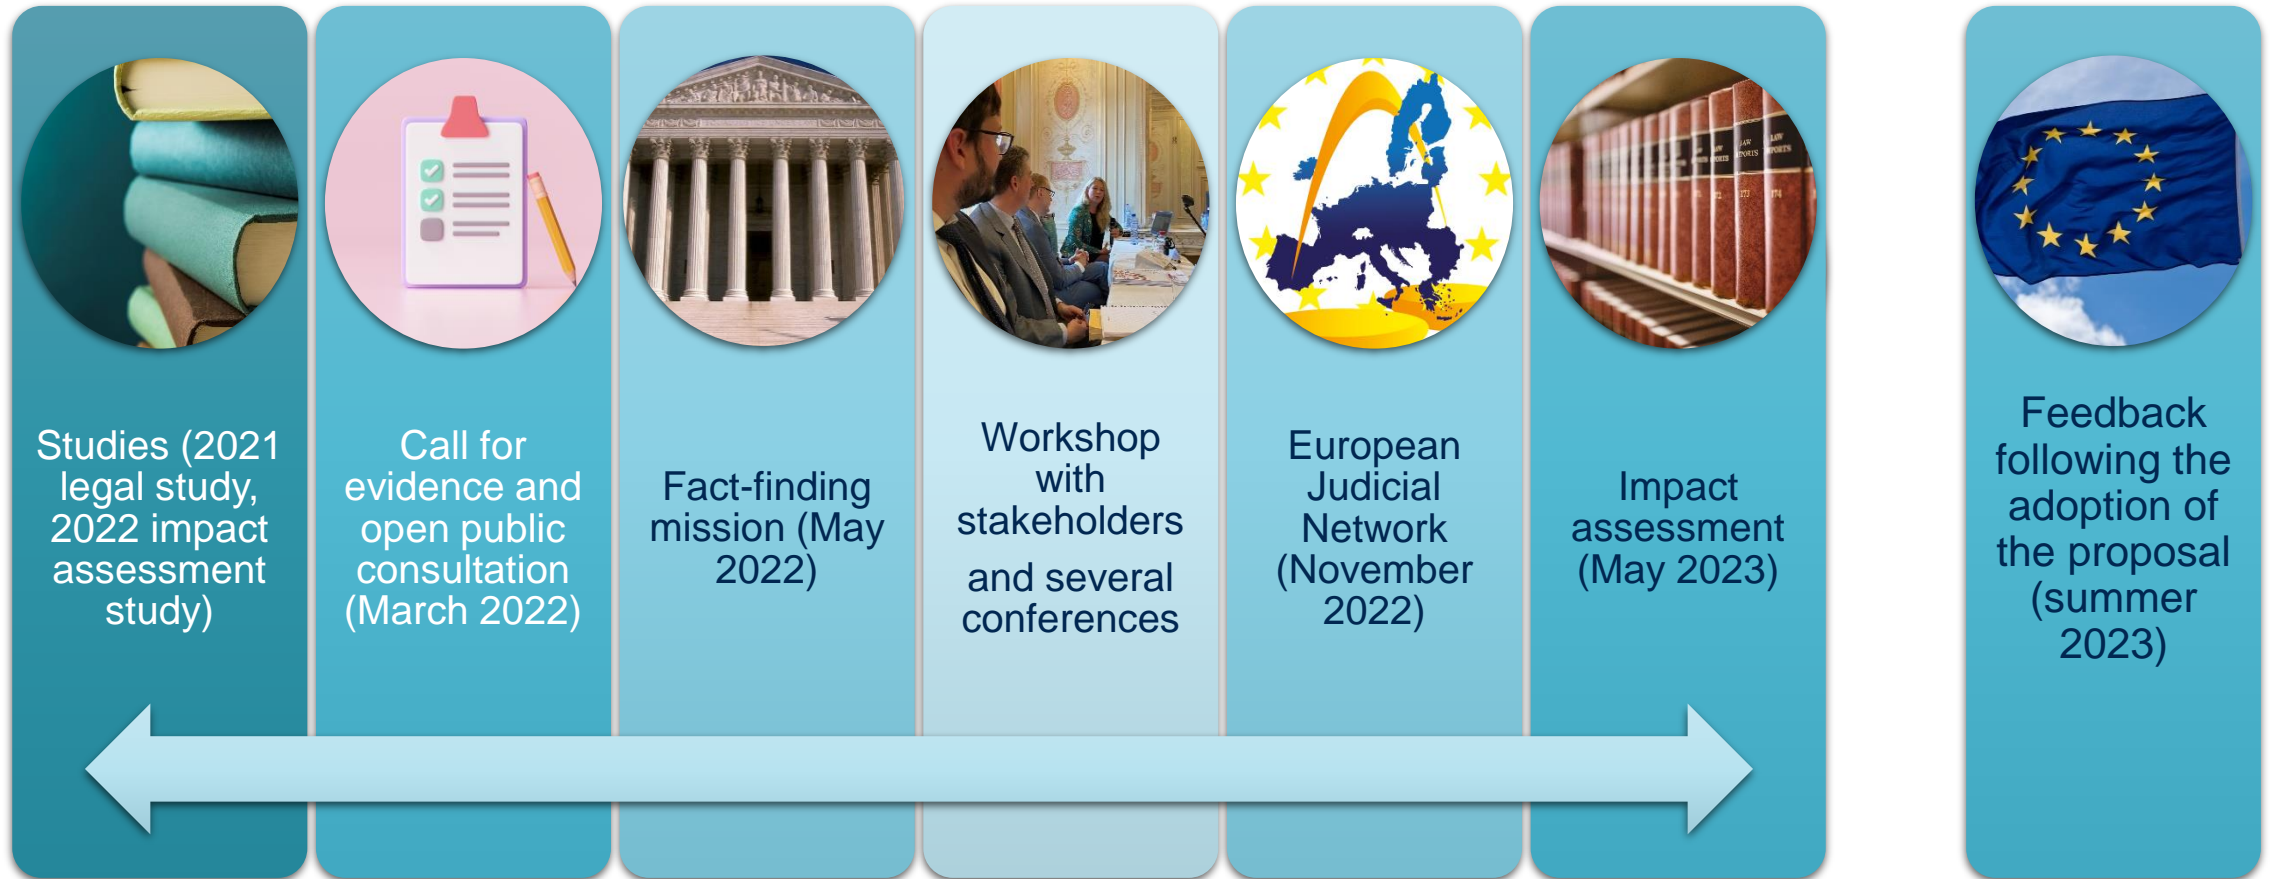 Studies (2021
legal study,
2022 impact
assessment
study)
Call for
evidence and
open public
consultation
(March 2022)
Fact-finding
mission (May
2022)
Workshop
with
stakeholders
and several
conferences
European
Judicial
Network
(November
2022)
Impact
assessment
(May 2023)
Feedback
following the
adoption of
the proposal
(summer
2023)